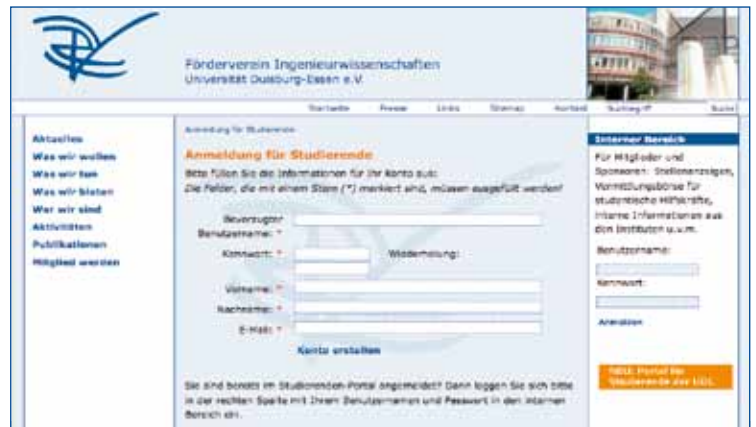 Förderverein Ingenieurwissenschaften
Universität Duisburg-Essen e.V.
Startseite Presse Links Sitemap Kontakt Suchbegriff Suche
Aktuelles
Was wir wollen
Was wir tun
Was wir bieten
Wer wir sind
Aktivitäten
Publikationen
Mitglied werden
Anmeldung für Studierende
Anmeldung für Studierende
Bitte füllen Sie die Informationen für Ihr Konto aus:
Die Felder, die mit einem Stern (*) markiert sind, müssen ausgefüllt werden!
Bevorzugter
Benutzername: *
Kennwort: * Wiederholung:
Vorname: *
Nachname: *
E-Mail: *
Konto erstellen
Sie sind bereits im Studierenden-Portal angemeldet? Dann loggen Sie sich bitte
in der rechten Spalte mit Ihrem Benutzernamen und Passwort in den internen
Bereich ein.
Interner Bereich
Für Mitglieder und
Sponsoren: Stellenanzeigen,
Vermittlungsbörse für
studentische Hilfskräfte,
interne Informationen aus
den Instituten u.v.m.
Benutzername:
Kennwort:
Anmelden
NEU: Portal für
Studierende der UDE